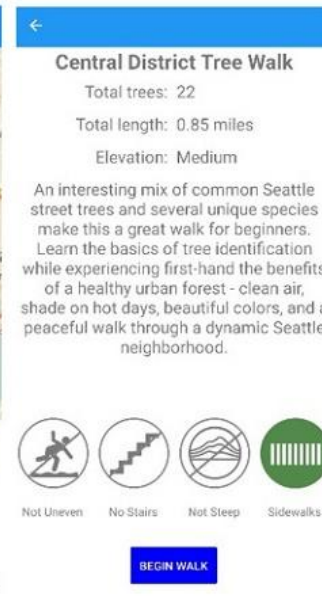 Central District Tree Walk
Total trees: 22
Total length: 0.85 miles
Elevation: Medium
An interesting mix of common Seattle
street trees and several unique species
make this a great walk for beginners.
Learn the basics of tree identification
while experiencing first-hand the benefits
of a healthy urban forest - clean air,
shade on hot days, beautiful colors, and a
peaceful walk through a dynamic Seattle
neighborhood.
Not Uneven No Stairs Not Steep Sidewalks
BEGIN WALK